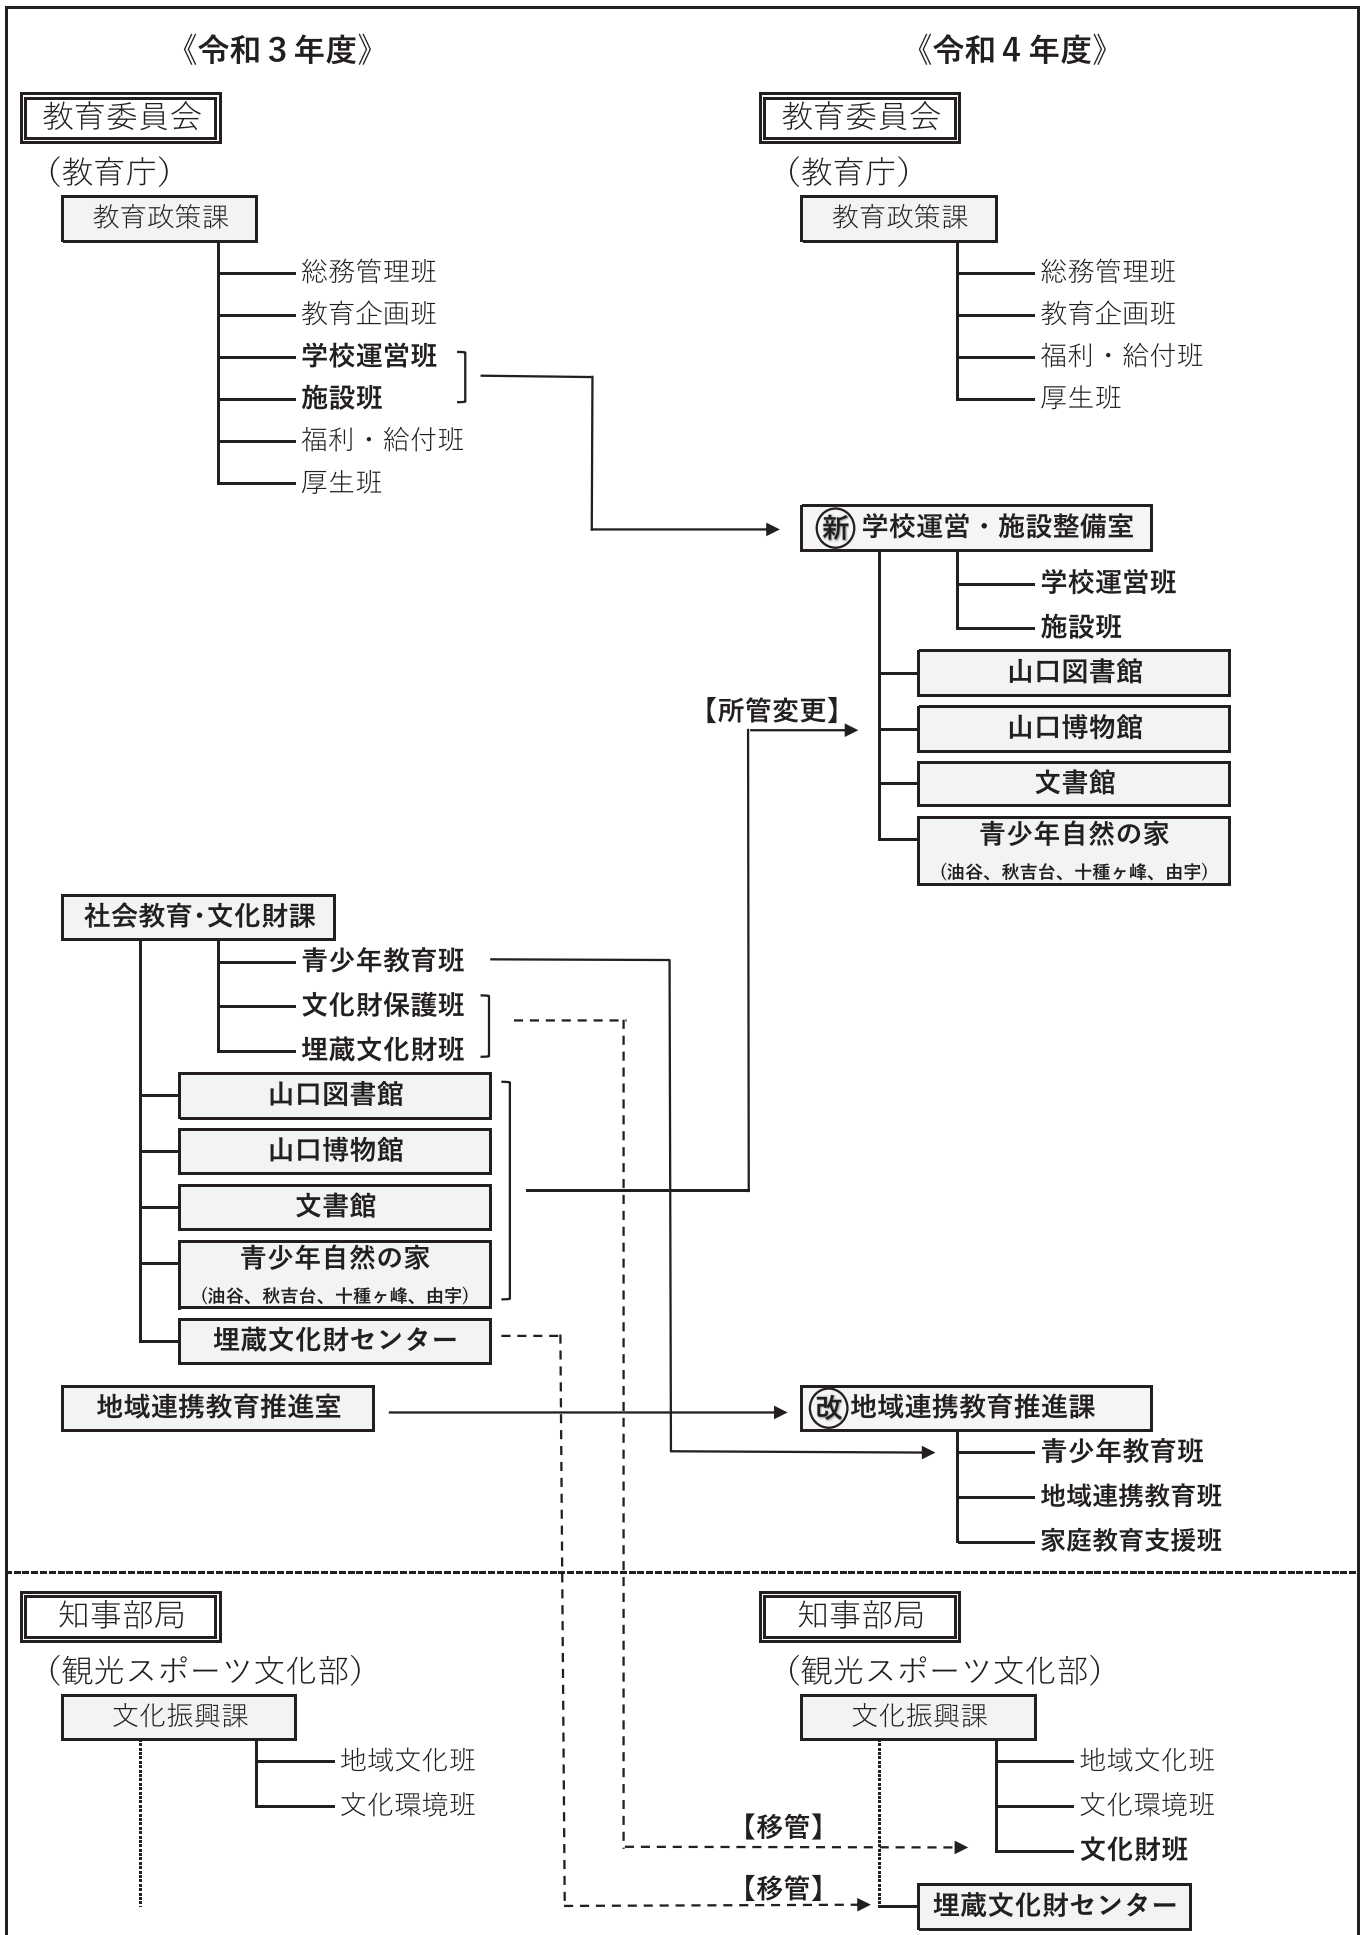 《令和3年度》
教育委員会
（教育庁）
教育政策課
総務管理班
教育企画班
学校運営班
施設班
福利・給付班
厚生班
社会教育・文化財課
青少年教育班
文化財保護班
埋蔵文化財班
山口図書館
山口博物館
文書館
青少年自然の家
（油谷、秋吉台、十種ヶ峰、由宇）
埋蔵文化財センター
地域連携教育推進室
知事部局
（観光スポーツ文化部）
文化振興課
地域文化班
文化環境班
《令和4年度》
教育委員会
（教育庁）
教育政策課
総務管理班
教育企画班
福利・給付班
厚生班
新 学校運営・施設整備室
学校運営班
施設班
【所管変更】
山口図書館
山口博物館
文書館
青少年自然の家
（油谷、秋吉台、十種ヶ峰、由宇）
改 地域連携教育推進課
青少年教育班
地域連携教育班
家庭教育支援班
知事部局
（観光スポーツ文化部）
文化振興課
地域文化班
文化環境班
【移管】
文化財班
【移管】
埋蔵文化財センター